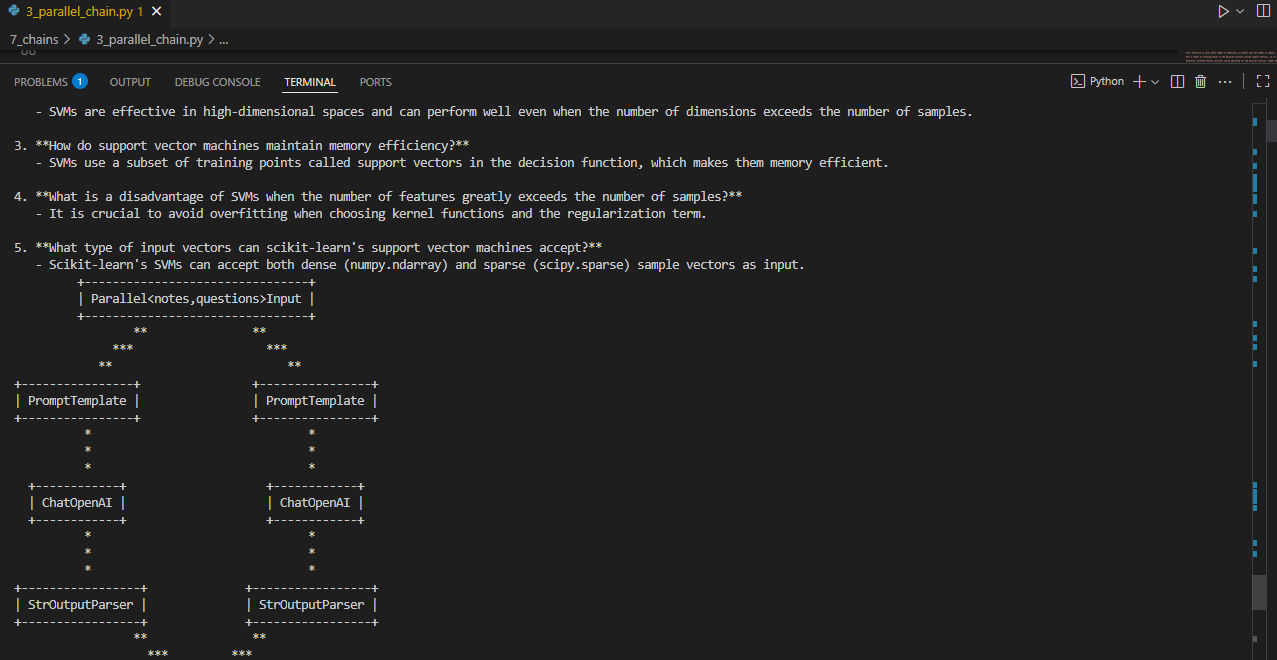 3_parallel_chain.py 1
7_chains > 3_parallel_chain.py > ...
PROBLEMS 1 OUTPUT DEBUG CONSOLE TERMINAL PORTS Python
- SVMs are effective in high-dimensional spaces and can perform well even when the number of dimensions exceeds the number of samples.
3. **How do support vector machines maintain memory efficiency?**
- SVMs use a subset of training points called support vectors in the decision function, which makes them memory efficient.
4. **What is a disadvantage of SVMs when the number of features greatly exceeds the number of samples?**
- It is crucial to avoid overfitting when choosing kernel functions and the regularization term.
5. **What type of input vectors can scikit-learn's support vector machines accept?**
- Scikit-learn's SVMs can accept both dense (numpy.ndarray) and sparse (scipy.sparse) sample vectors as input.
+--------------------------------+
| Parallel<notes,questions>Input |
+--------------------------------+
** **
*** ***
** **
+----------------+ +----------------+
| PromptTemplate | | PromptTemplate |
+----------------+ +----------------+
* *
* *
* *
+------------+ +------------+
| ChatOpenAI | | ChatOpenAI |
+------------+ +------------+
* *
* *
* *
+-----------------+ +-----------------+
| StrOutputParser | | StrOutputParser |
+-----------------+ +-----------------+
** **
*** ***